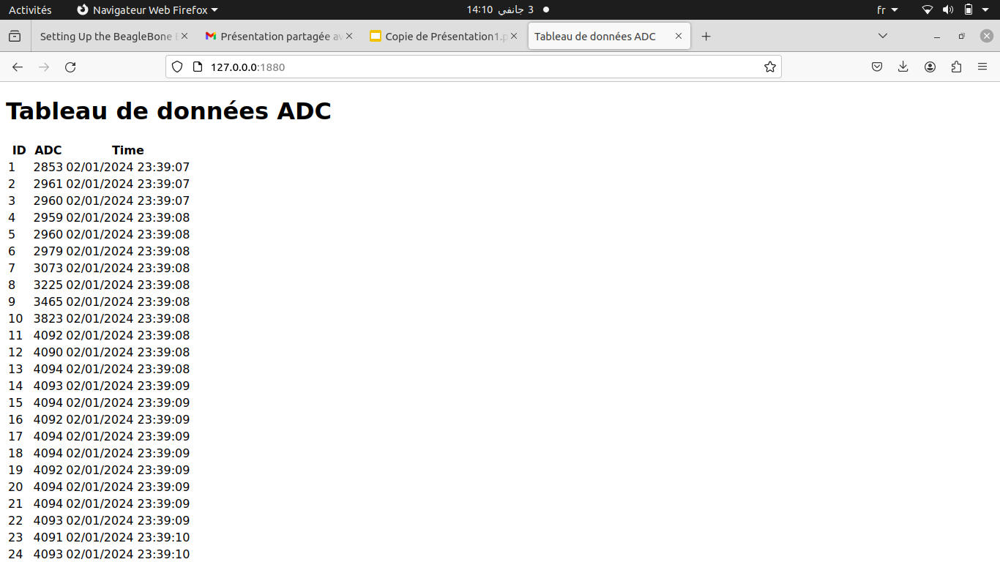 Activités Navigateur Web Firefox 14:10 3 جانفي fr
Setting Up the BeagleBone Présentation partagée av Copie de Présentation1.p Tableau de données ADC
127.0.0.0:1880
Tableau de données ADC
ID ADC Time
1 2853 02/01/2024 23:39:07
2 2961 02/01/2024 23:39:07
3 2960 02/01/2024 23:39:07
4 2959 02/01/2024 23:39:08
5 2960 02/01/2024 23:39:08
6 2979 02/01/2024 23:39:08
7 3073 02/01/2024 23:39:08
8 3225 02/01/2024 23:39:08
9 3465 02/01/2024 23:39:08
10 3823 02/01/2024 23:39:08
11 4092 02/01/2024 23:39:08
12 4090 02/01/2024 23:39:08
13 4094 02/01/2024 23:39:08
14 4093 02/01/2024 23:39:09
15 4094 02/01/2024 23:39:09
16 4092 02/01/2024 23:39:09
17 4094 02/01/2024 23:39:09
18 4094 02/01/2024 23:39:09
19 4092 02/01/2024 23:39:09
20 4094 02/01/2024 23:39:09
21 4094 02/01/2024 23:39:09
22 4093 02/01/2024 23:39:09
23 4091 02/01/2024 23:39:10
24 4093 02/01/2024 23:39:10